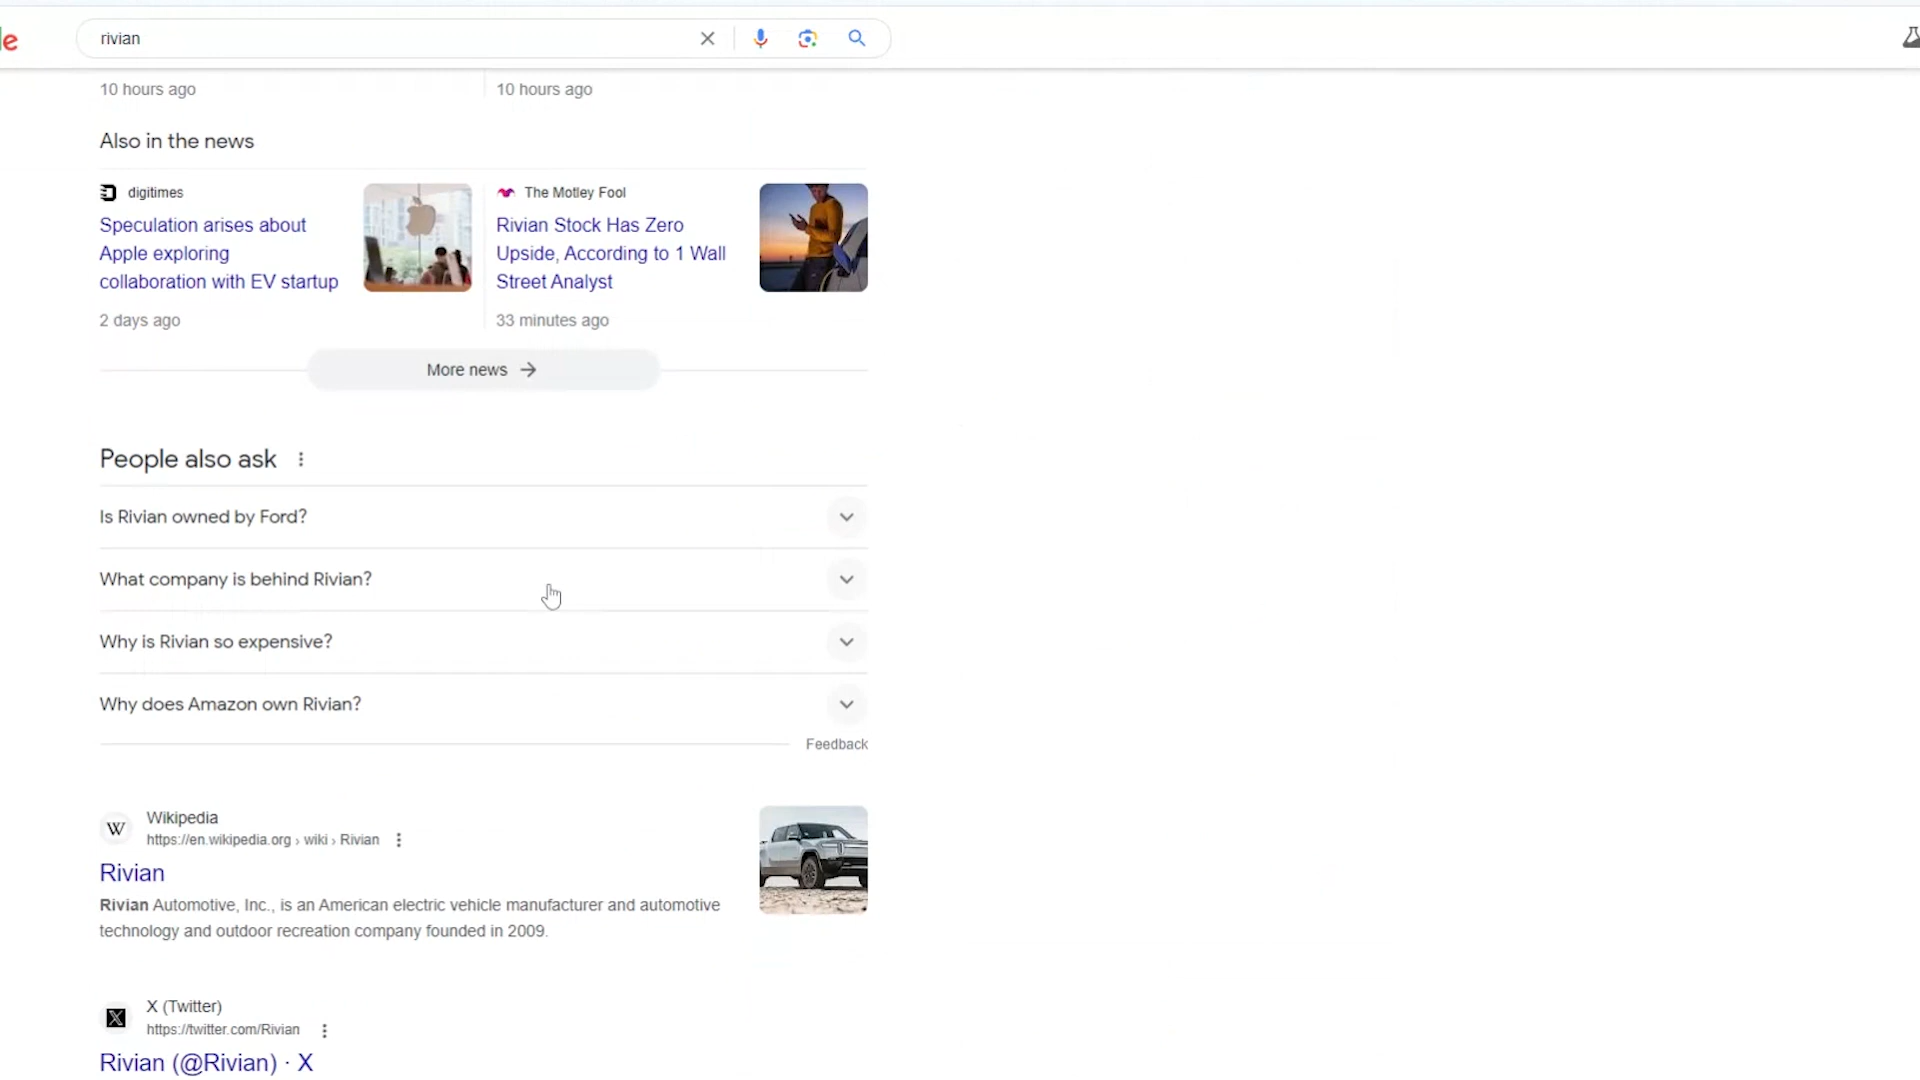 le
rivian
10 hours ago
10 hours ago
Also in the news
digitimes
Speculation arises about
Apple exploring
collaboration with EV startup
2 days ago
The Motley Fool
Rivian Stock Has Zero
Upside, According to 1 Wall
Street Analyst
33 minutes ago
More news
People also ask
Is Rivian owned by Ford?
What company is behind Rivian?
Why is Rivian so expensive?
Why does Amazon own Rivian?
Feedback
W
Wikipedia
https://en.wikipedia.org › wiki › Rivian
Rivian
Rivian Automotive, Inc., is an American electric vehicle manufacturer and automotive
technology and outdoor recreation company founded in 2009.
X (Twitter)
https://twitter.com/Rivian
Rivian (@Rivian) · X